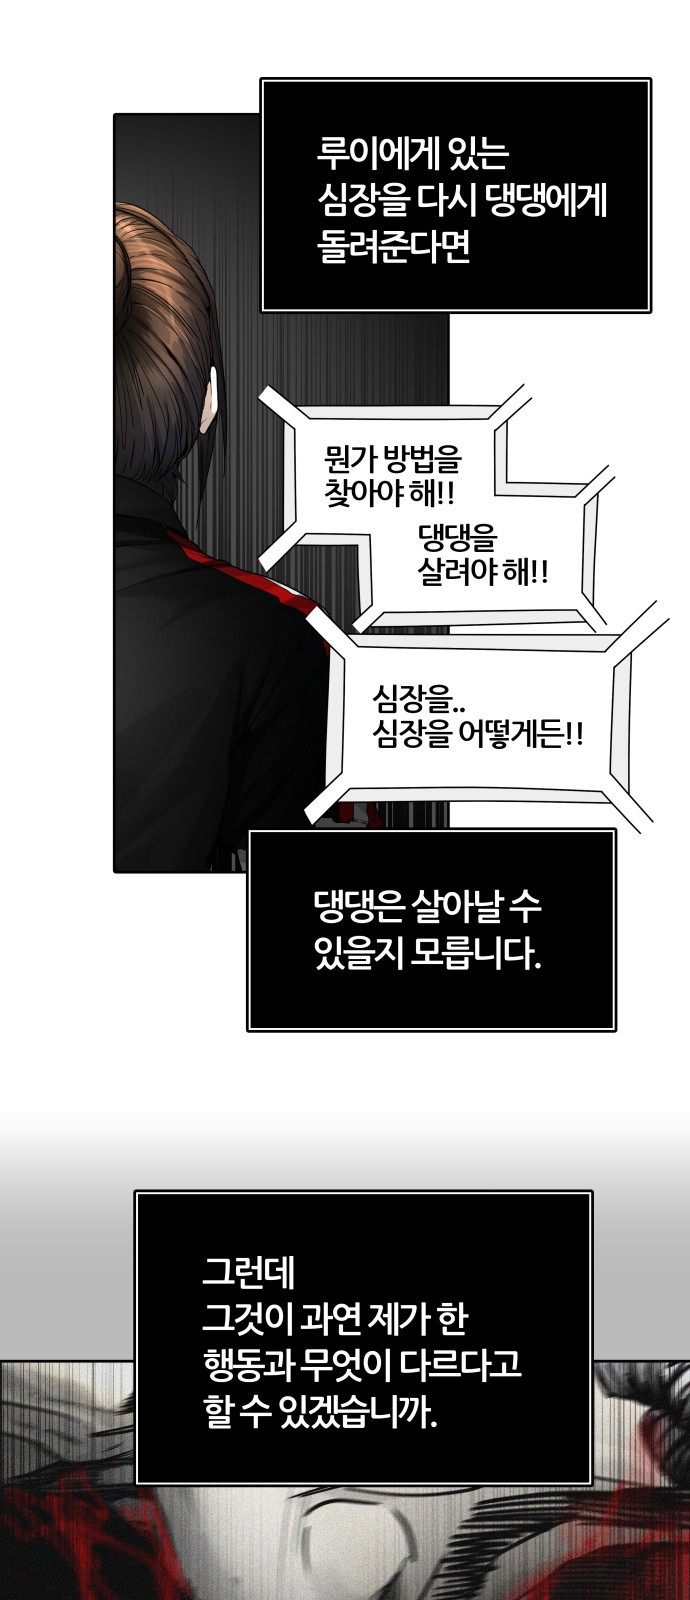 루이에게 있는
심장을 다시 댕댕에게
돌려준다면
뭔가 방법을
찾아야 해!!
댕댕을
살려야 해!!
심장을..
심장을 어떻게든!!
댕댕은 살아날 수
있을지 모릅니다.
그런데
그것이 과연 제가 한
행동과 무엇이 다르다고
할 수 있겠습니까.